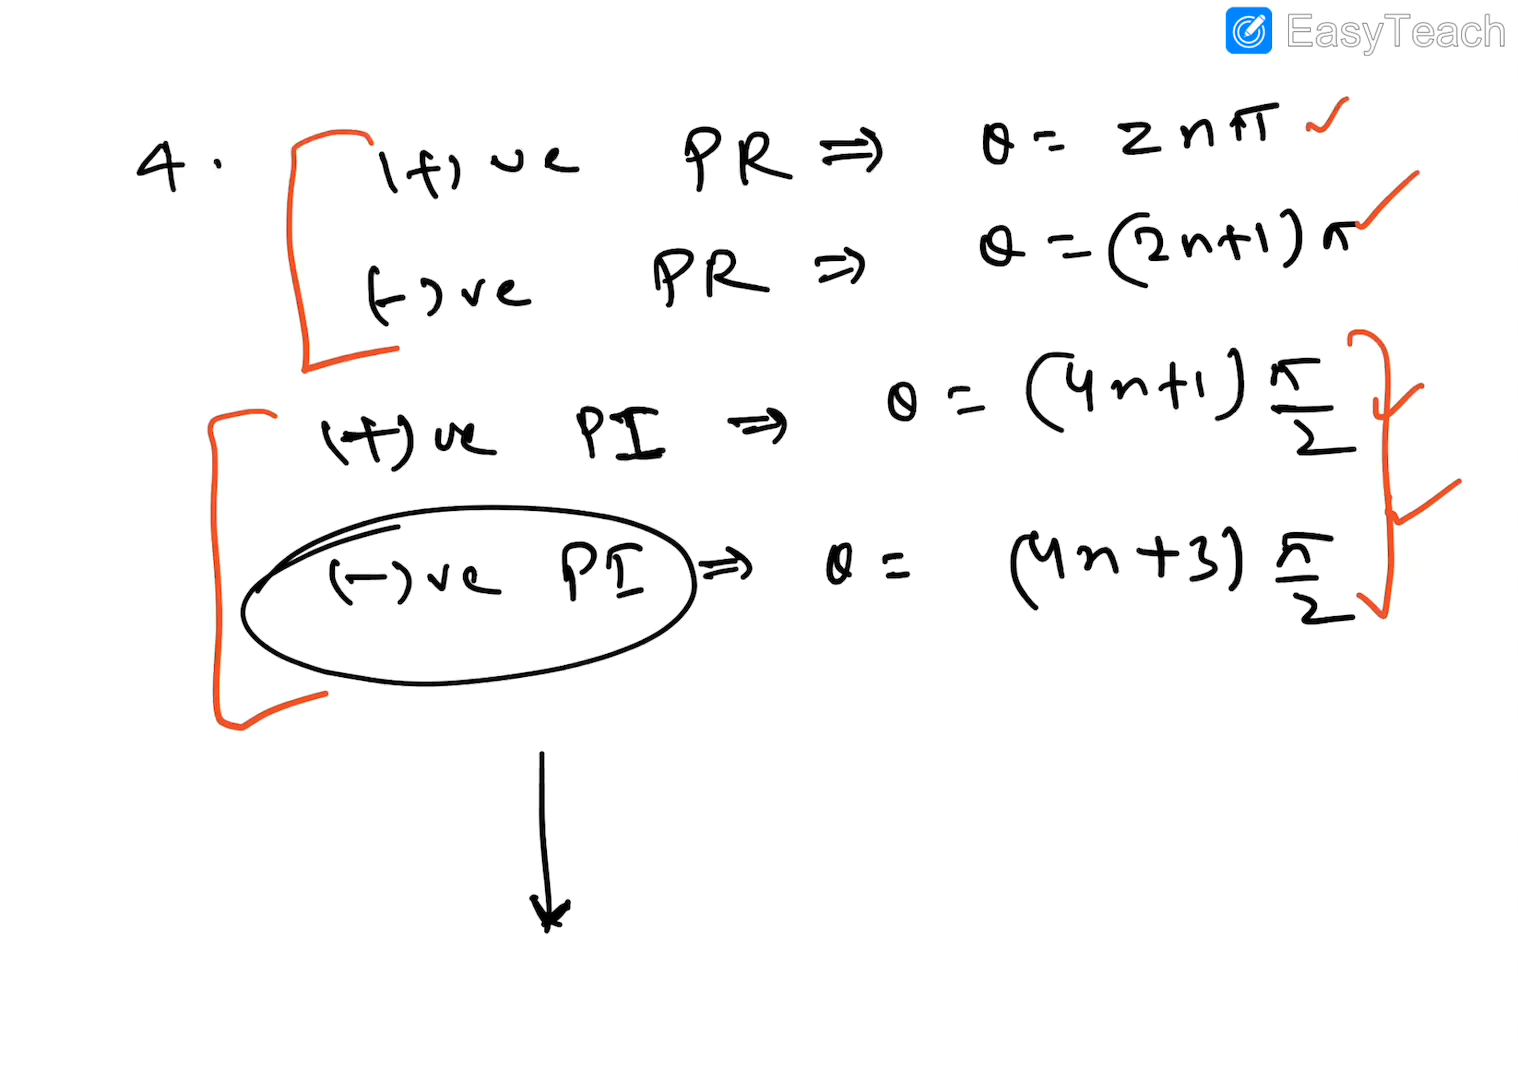 EasyTeach
4. (+)ve PR ⇒ θ = 2nπ ✓
(-)ve PR ⇒ θ = (2n+1)π ✓
(+)ve PI ⇒ θ = (4n+1) π/2 ✓
(-)ve PI ⇒ θ = (4n+3) π/2 ✓